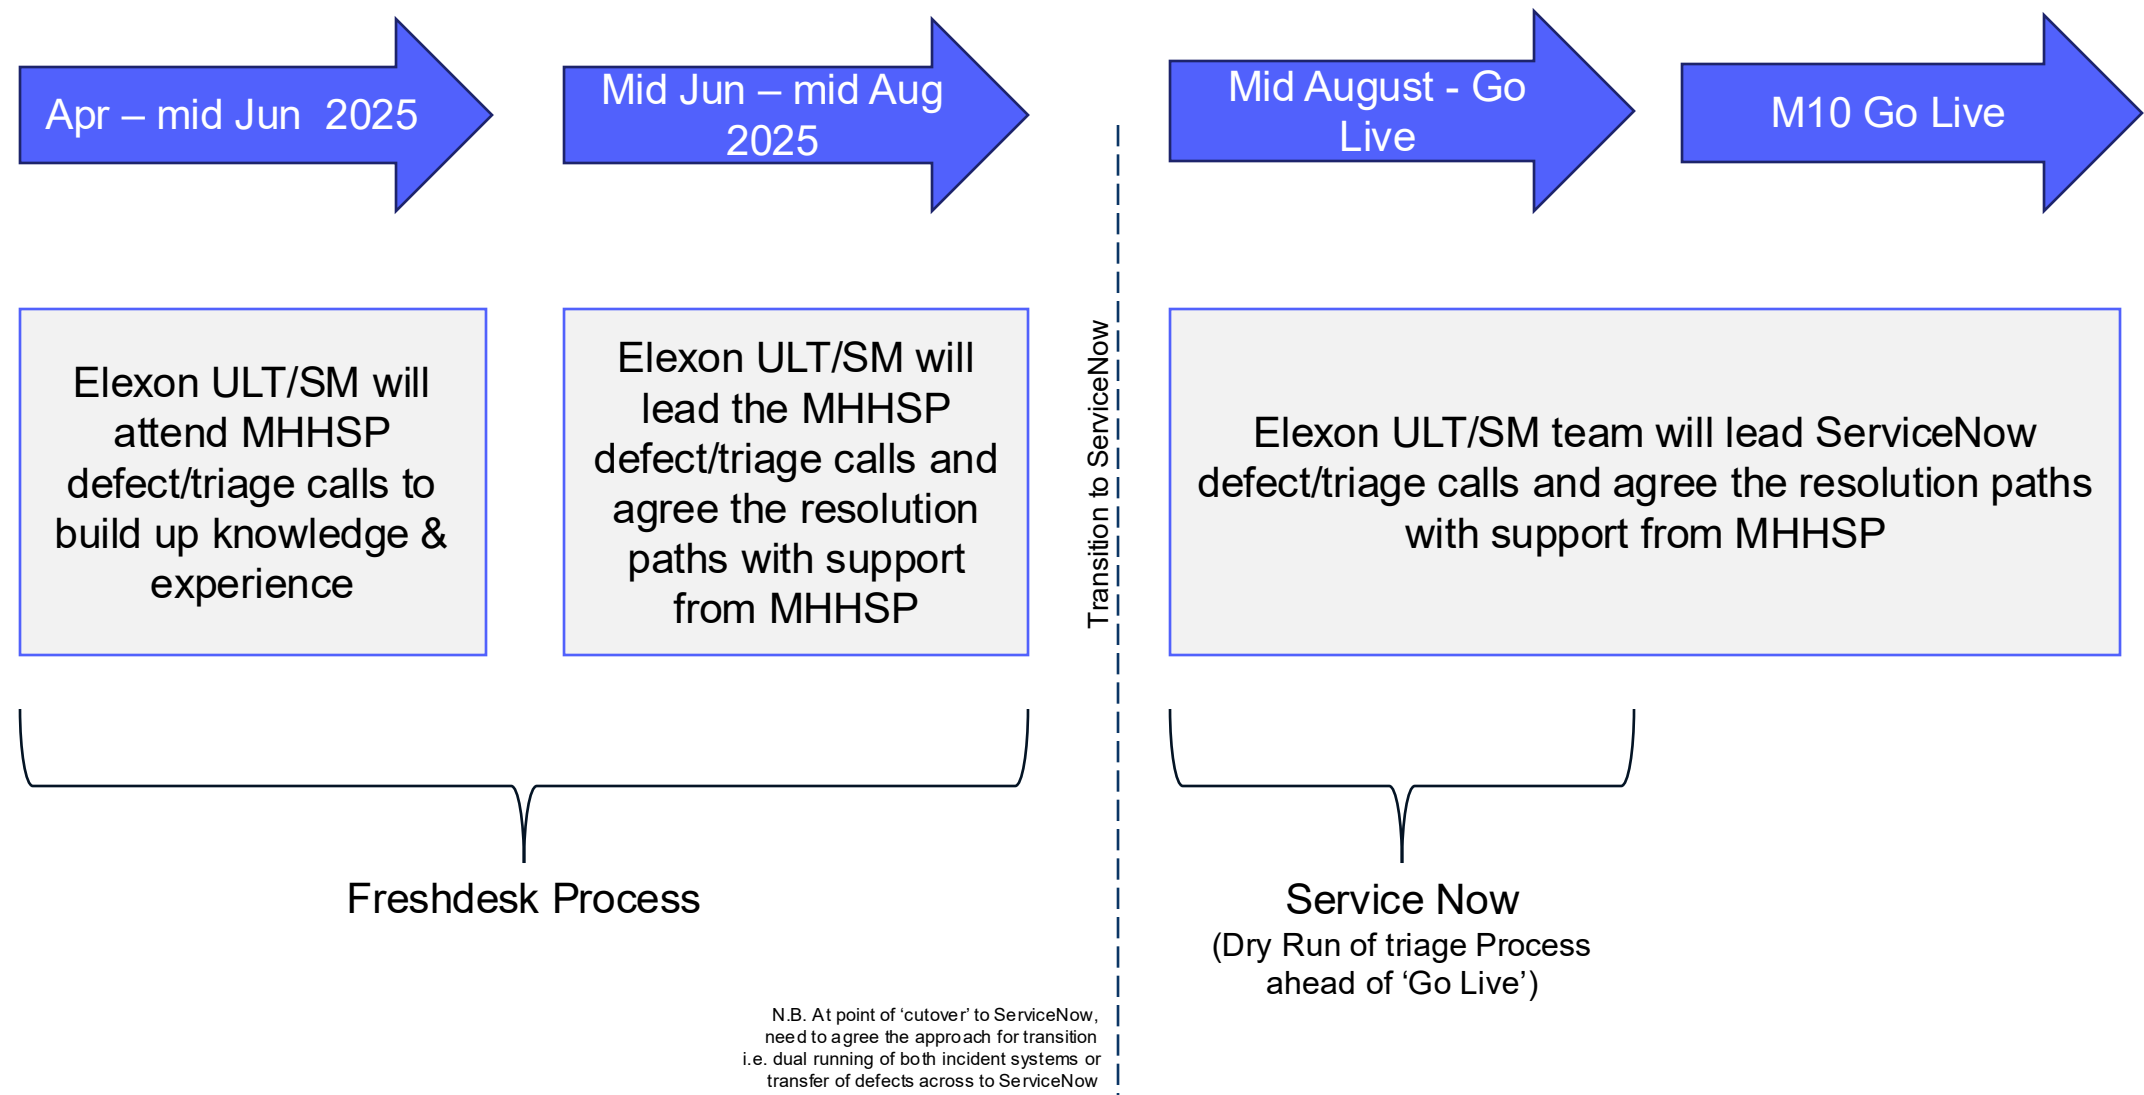 Apr – mid Jun  2025
Mid Jun – mid Aug
2025
Mid August - Go
Live
M10 Go Live
Elexon ULT/SM will
attend MHHSP
defect/triage calls to
build up knowledge &
experience
Elexon ULT/SM will
lead the MHHSP
defect/triage calls and
agree the resolution
paths with support
from MHHSP
Transition to ServiceNow
Elexon ULT/SM team will lead ServiceNow
defect/triage calls and agree the resolution paths
with support from MHHSP
Freshdesk Process
Service Now
(Dry Run of triage Process
ahead of ‘Go Live’)
N.B. At point of ‘cutover’ to ServiceNow,
need to agree the approach for transition
i.e. dual running of both incident systems or
transfer of defects across to ServiceNow